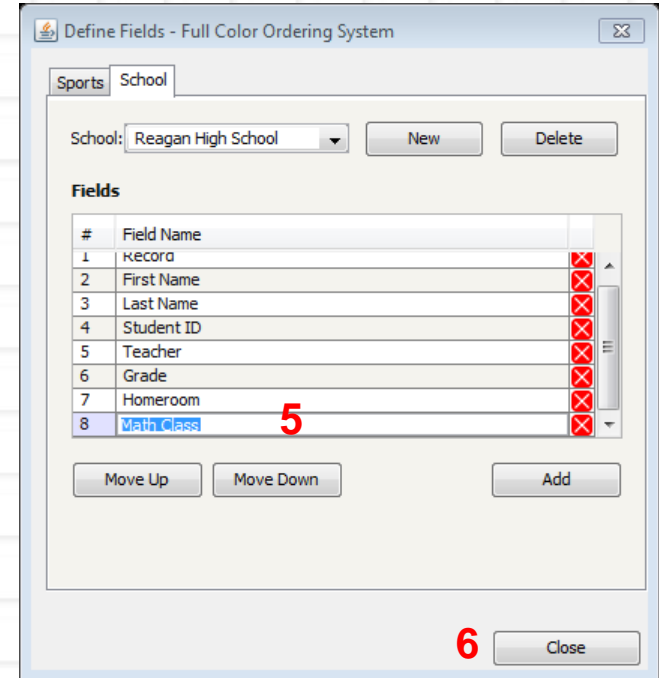 Define Fields - Full Color Ordering System
Sports School
School: Reagan High School New Delete
Fields
# Field Name
1 Record
2 First Name
3 Last Name
4 Student ID
5 Teacher
6 Grade
7 Homeroom
8 Math Class 5
Move Up Move Down Add
6 Close